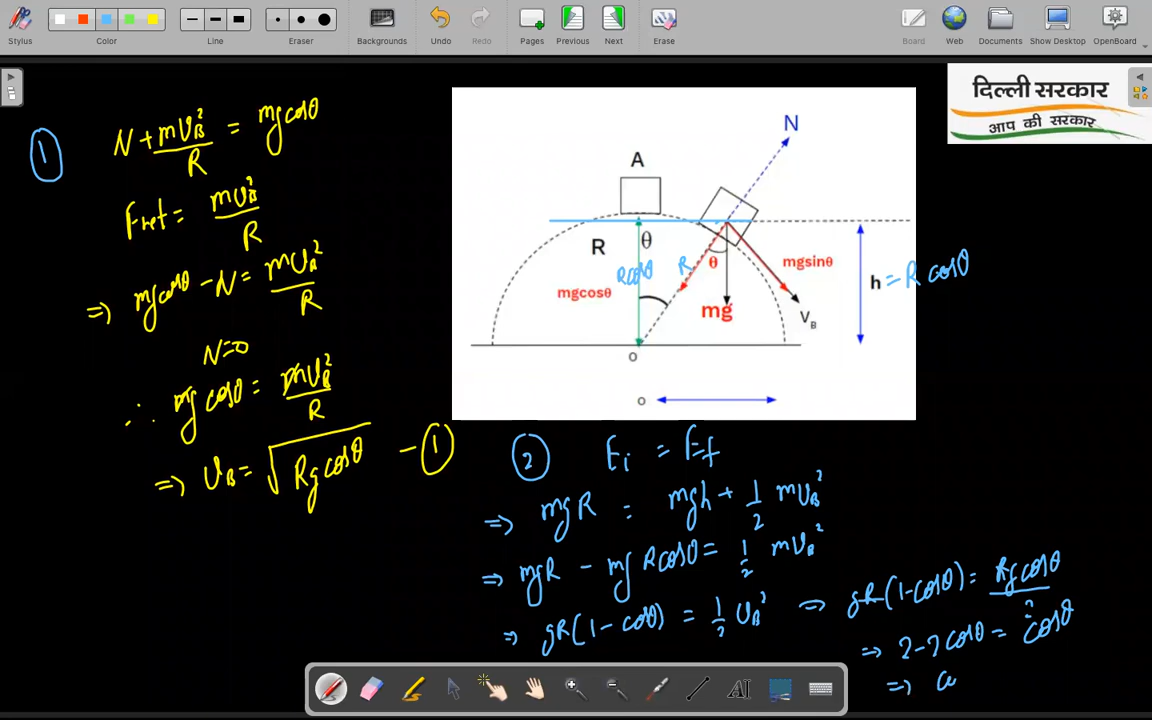 Stylus
Color
Line
Eraser
Backgrounds
Undo
Redo
Pages
Previous
Next
Erase
Board
Web
Documents
Show Desktop
OpenBoard
दिल्ली सरकार
आप की सरकार
1
N + mv_B²/R = mg cosθ
F_net = mv_B²/R
⇒ mg cosθ - N = mv_B²/R
N=0
∴ mg cosθ = mv_B²/R
⇒ v_B = √Rg cosθ - 1
N
A
R
θ
R cosθ
R
θ
mgsinθ
mgcosθ
mg
V_B
h = R cosθ
O
O
2
E_i = E_f
⇒ mgR = mgh + 1/2 mv_B²
⇒ mgR - mgR cosθ = 1/2 mv_B²
⇒ gR(1-cosθ) = 1/2 v_B²
⇒ gR(1-cosθ) = Rg cosθ/2
⇒ 2-2cosθ = cosθ
⇒